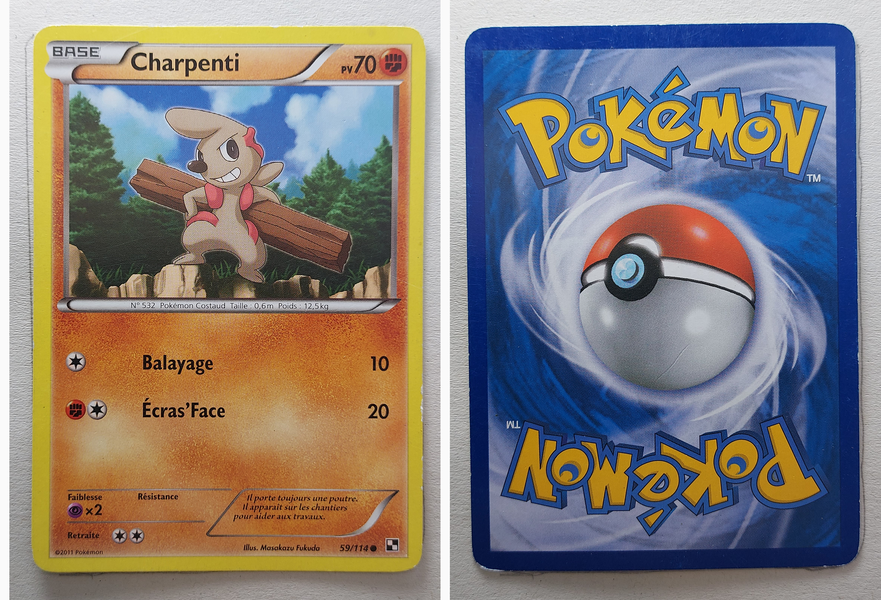 BASE
Charpenti
PV 70
N° 532 Pokémon Costaud Taille : 0,6m Poids : 12,5kg
Balayage 10
Écras'Face 20
Faiblesse Résistance
×2
Il porte toujours une poutre.
Il apparaît sur les chantiers
pour aider aux travaux.
Retraite
©2011 Pokémon
Illus. Masakazu Fukuda 59/114
POKéMON
TM
TM
POKéMON